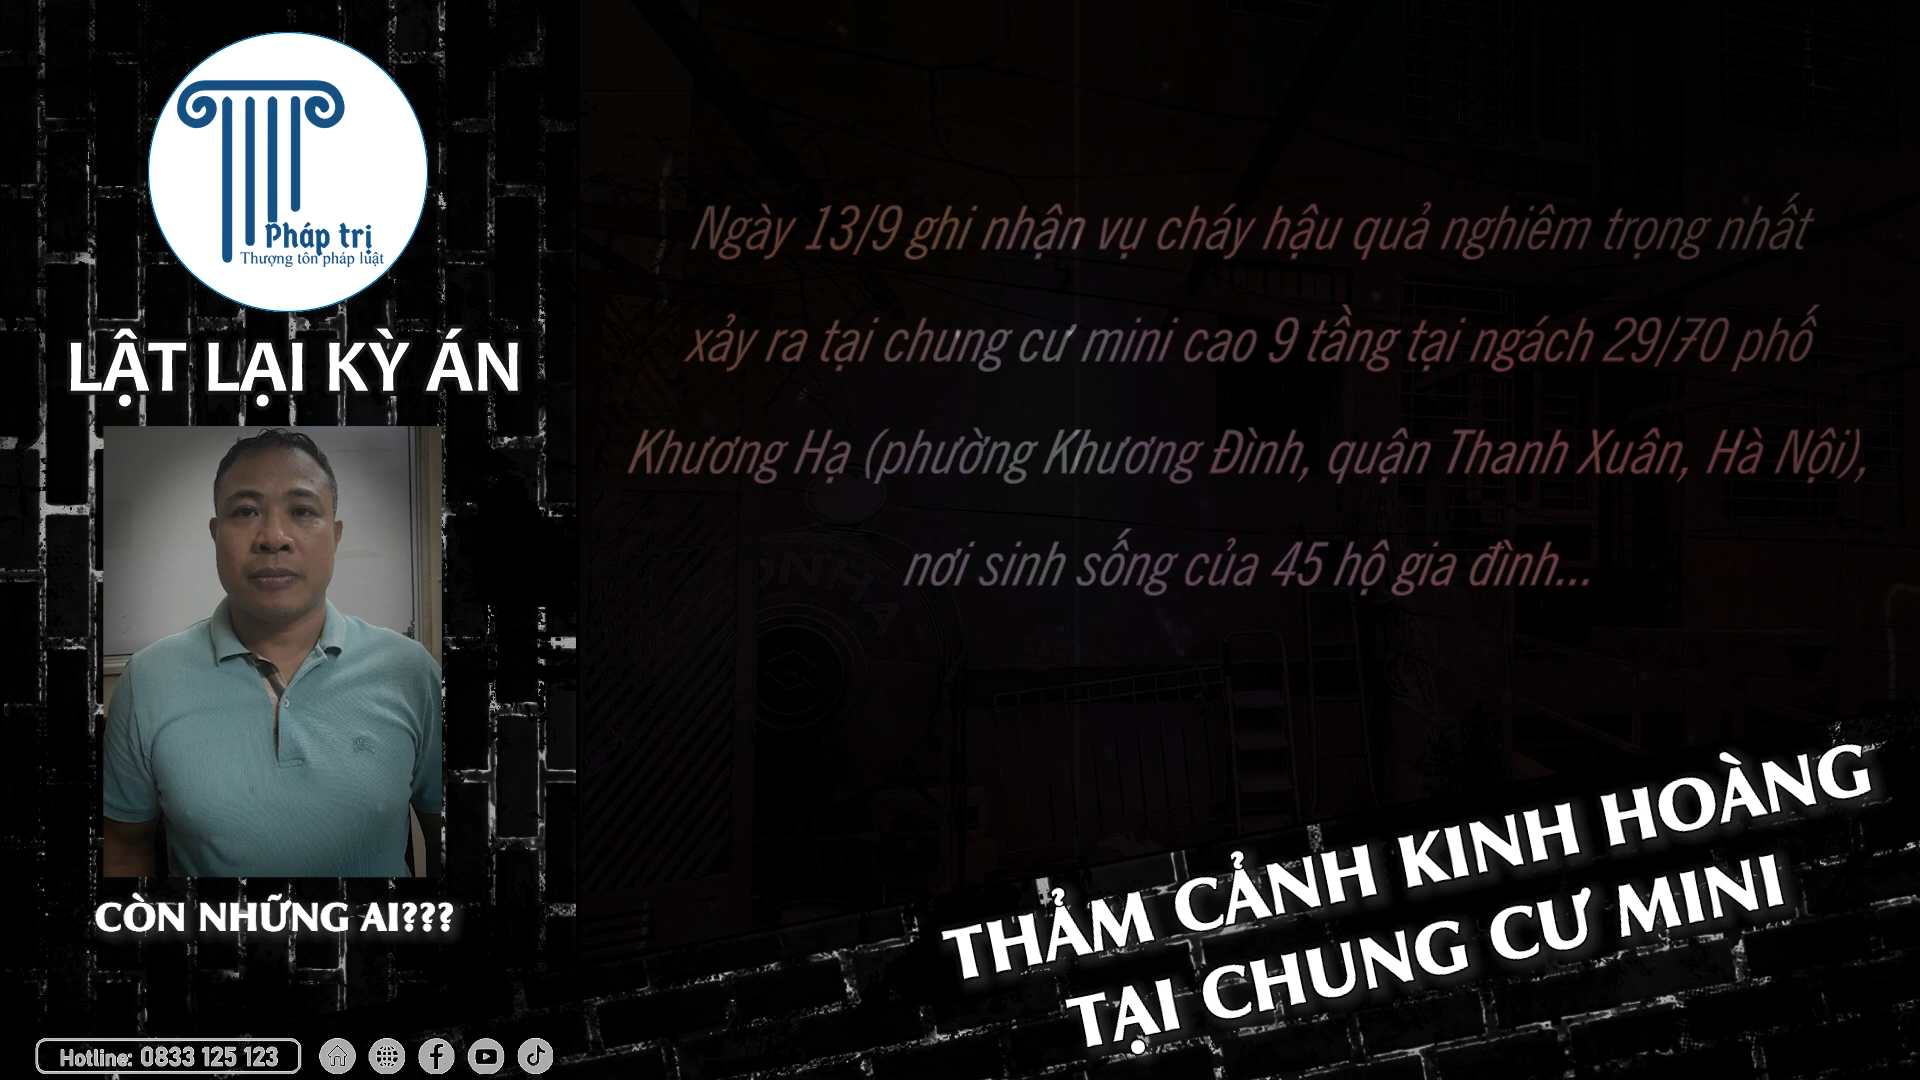 Pháp trị
Thượng tôn pháp luật
LẬT LẠI KỲ ÁN
CÒN NHỮNG AI???
Hotline: 0833 125 123
Ngày 13/9 ghi nhận vụ cháy hậu quả nghiêm trọng nhất
xảy ra tại chung cư mini cao 9 tầng tại ngách 29/70 phố
Khương Hạ (phường Khương Đình, quận Thanh Xuân, Hà Nội),
nơi sinh sống của 45 hộ gia đình...
ONHA
THẢM CẢNH KINH HOÀNG
TẠI CHUNG CƯ MINI